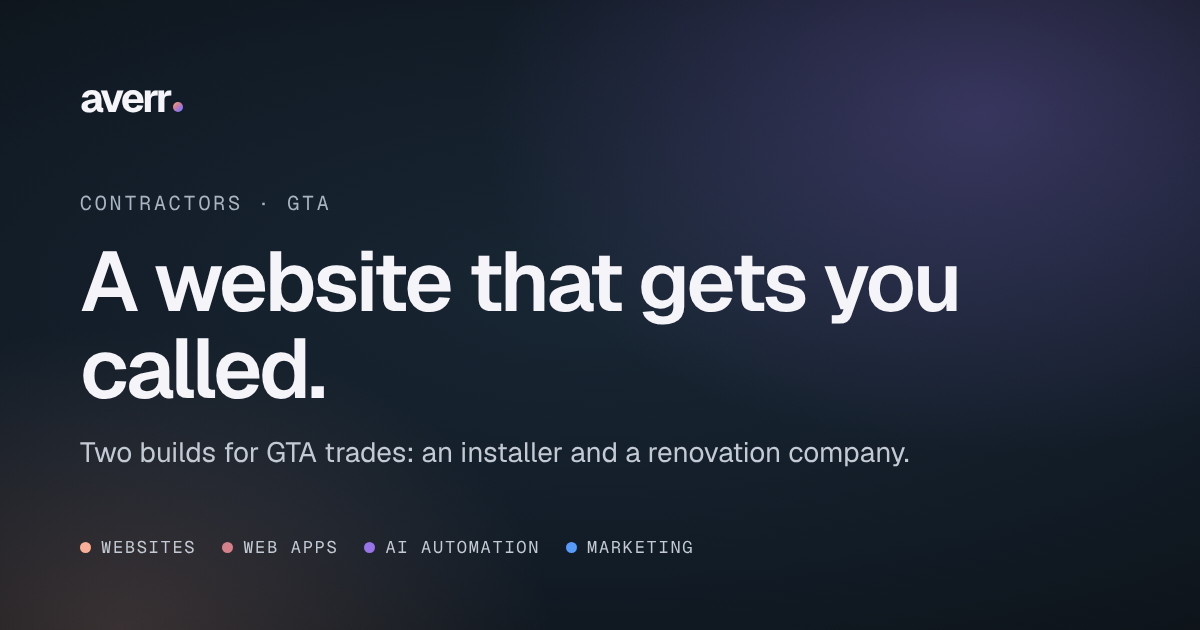 averr.
CONTRACTORS · GTA
A website that gets you
called.
Two builds for GTA trades: an installer and a renovation company.
WEBSITES WEB APPS AI AUTOMATION MARKETING